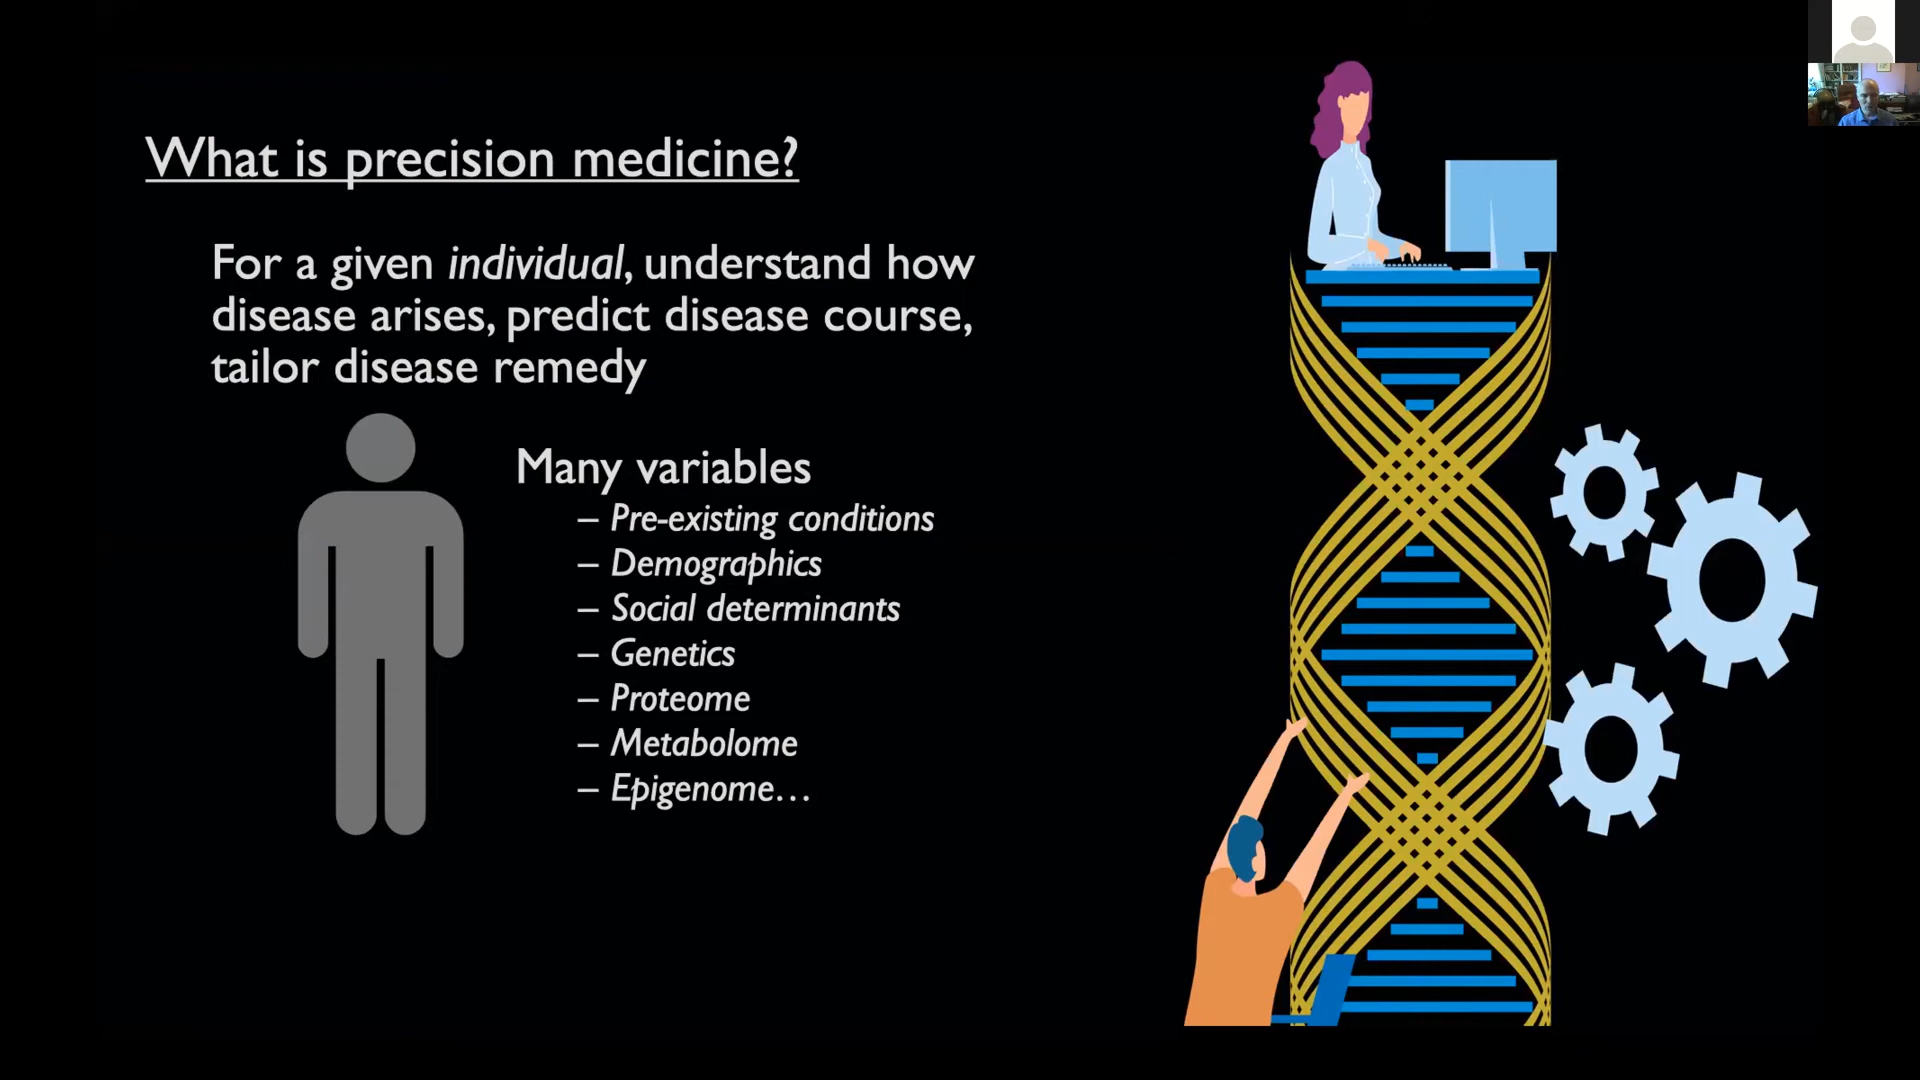 What is precision medicine?
For a given individual, understand how
disease arises, predict disease course,
tailor disease remedy
Many variables
– Pre-existing conditions
– Demographics
– Social determinants
– Genetics
– Proteome
– Metabolome
– Epigenome…